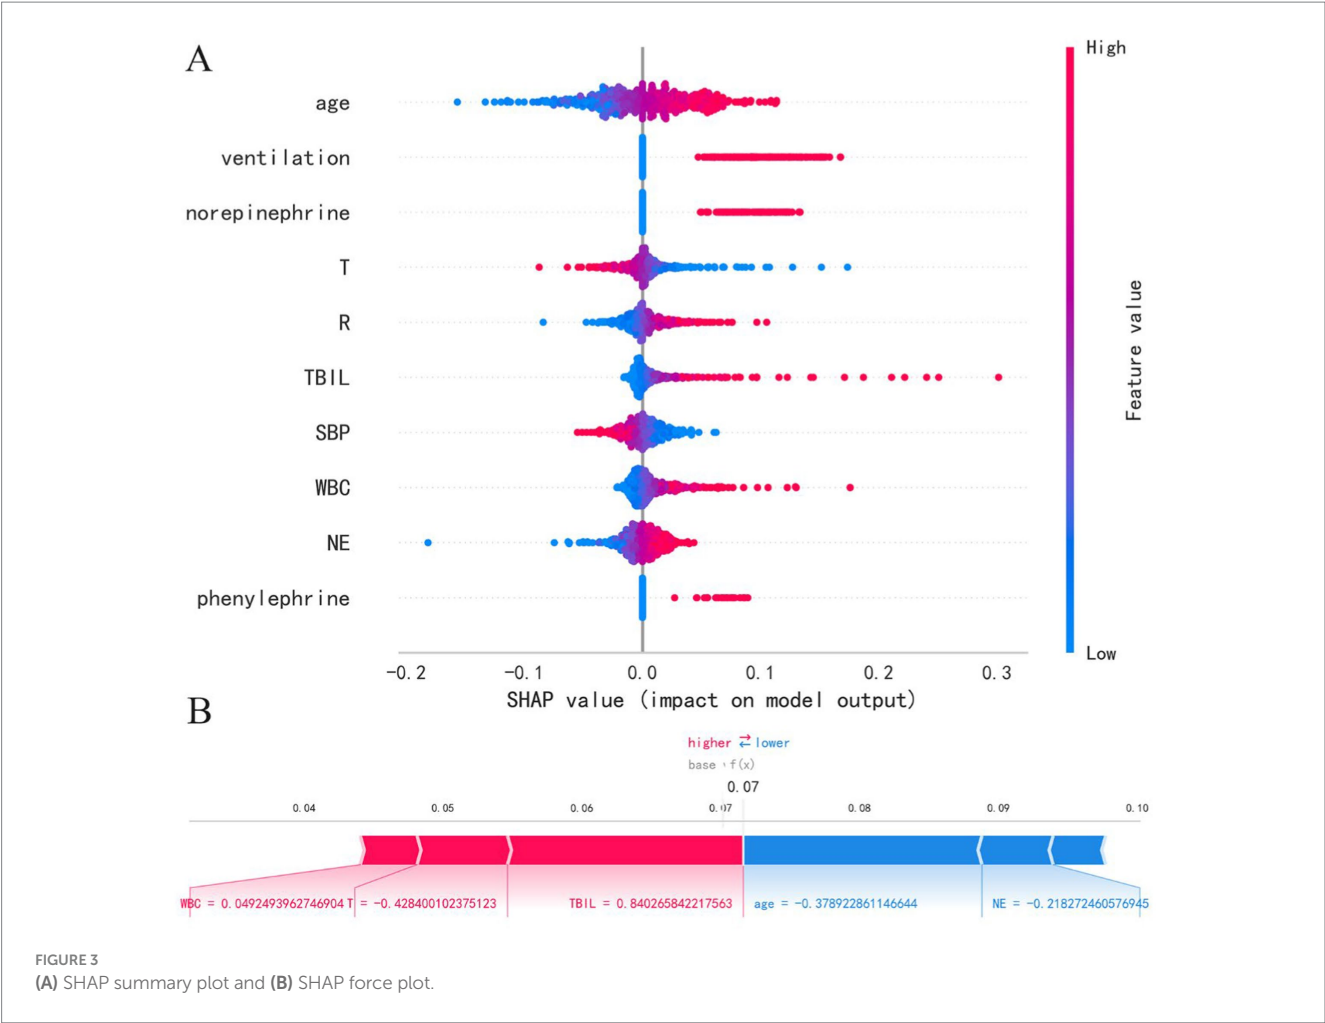 A
High
age
ventilation
norepinephrine
T
R
TBIL
SBP
WBC
NE
phenylephrine
Feature value
Low
-0.2 -0.1 0.0 0.1 0.2 0.3
SHAP value (impact on model output)
B
higher ⇄ lower
base f(x)
0.07
0.04 0.05 0.06 0.07 0.08 0.09 0.10
WBC = 0.0492493962746904 T = -0.428400102375123 TBIL = 0.840265842217563 age = -0.378922861146644 NE = -0.218272460576945
FIGURE 3
(A) SHAP summary plot and (B) SHAP force plot.